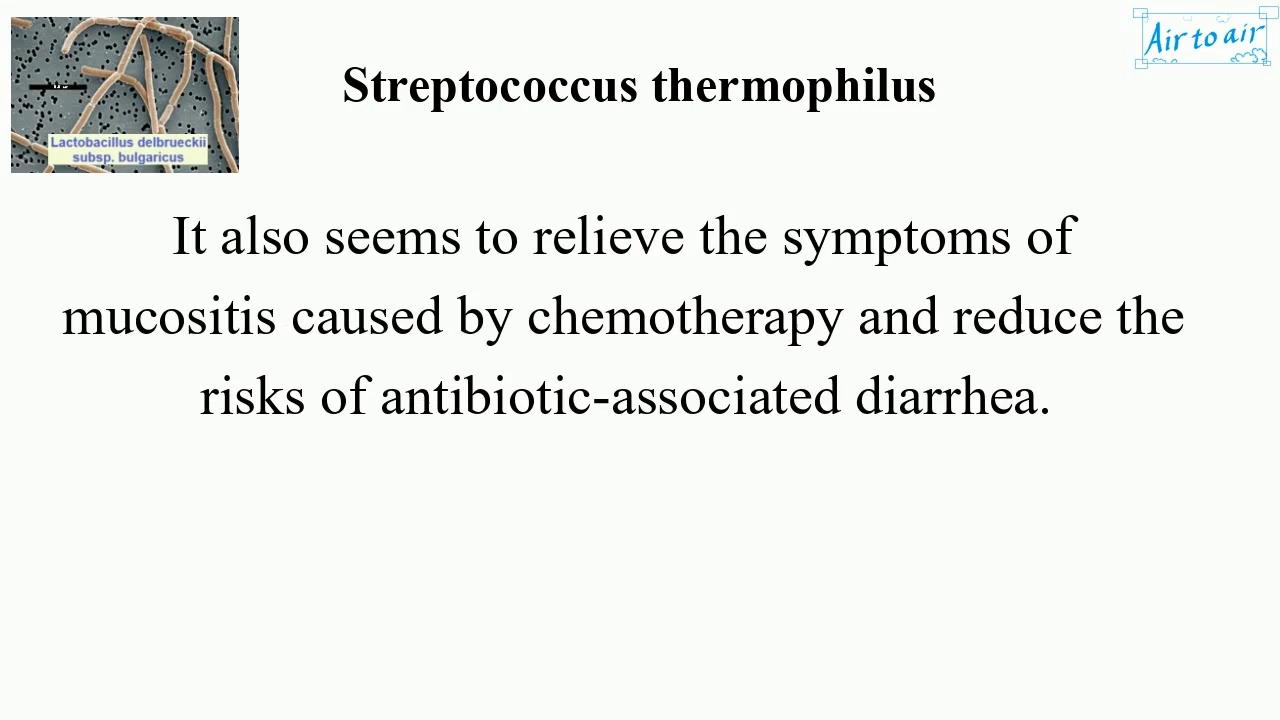 Air to air
Streptococcus thermophilus
Lactobacillus delbrueckii
subsp. bulgaricus
It also seems to relieve the symptoms of
mucositis caused by chemotherapy and reduce the
risks of antibiotic-associated diarrhea.